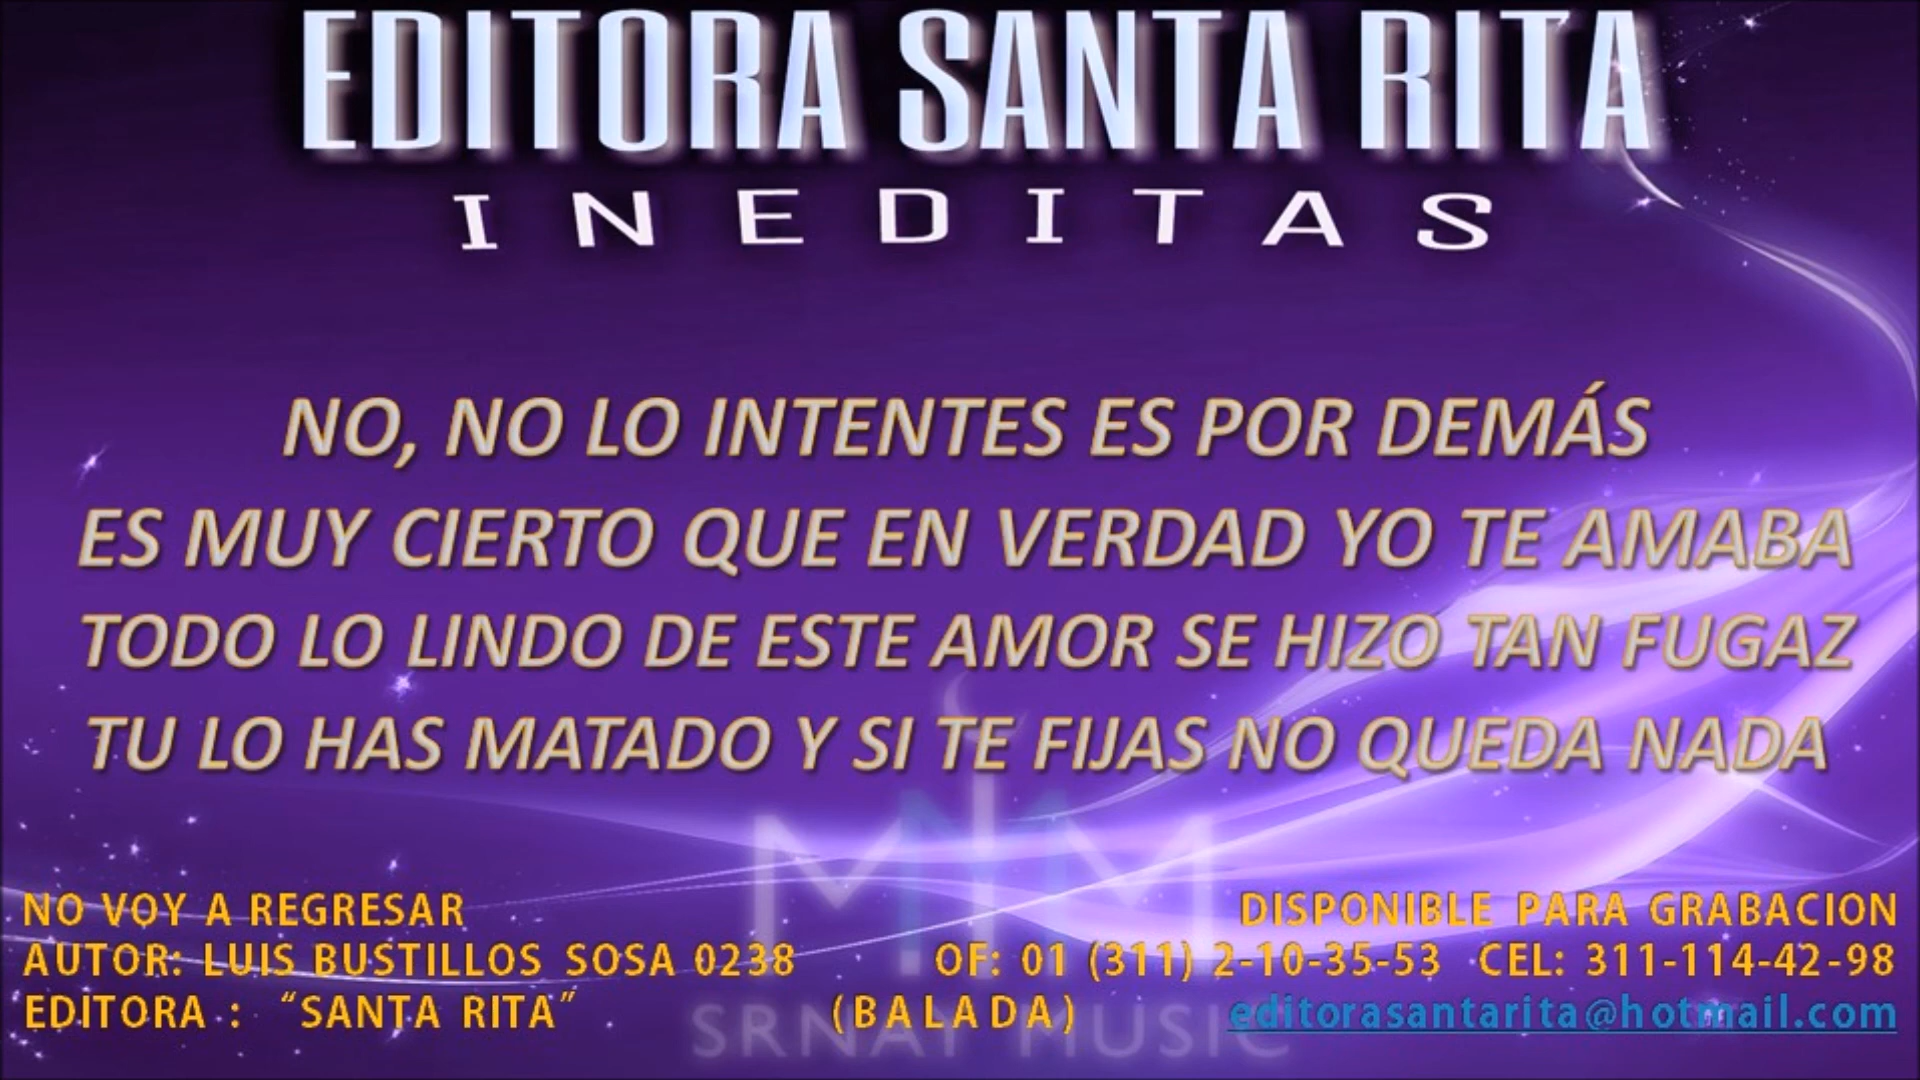 EDITORA SANTA RITA
INEDITAS
NO, NO LO INTENTES ES POR DEMÁS
ES MUY CIERTO QUE EN VERDAD YO TE AMABA
TODO LO LINDO DE ESTE AMOR SE HIZO TAN FUGAZ
TU LO HAS MATADO Y SI TE FIJAS NO QUEDA NADA
NO VOY A REGRESAR
DISPONIBLE PARA GRABACION
AUTOR: LUIS BUSTILLOS SOSA 0238
OF: 01 (311) 2-10-35-53 CEL: 311-114-42-98
EDITORA : “SANTA RITA”
(BALADA)
editorasantarita@hotmail.com
SRNAY MUSIC